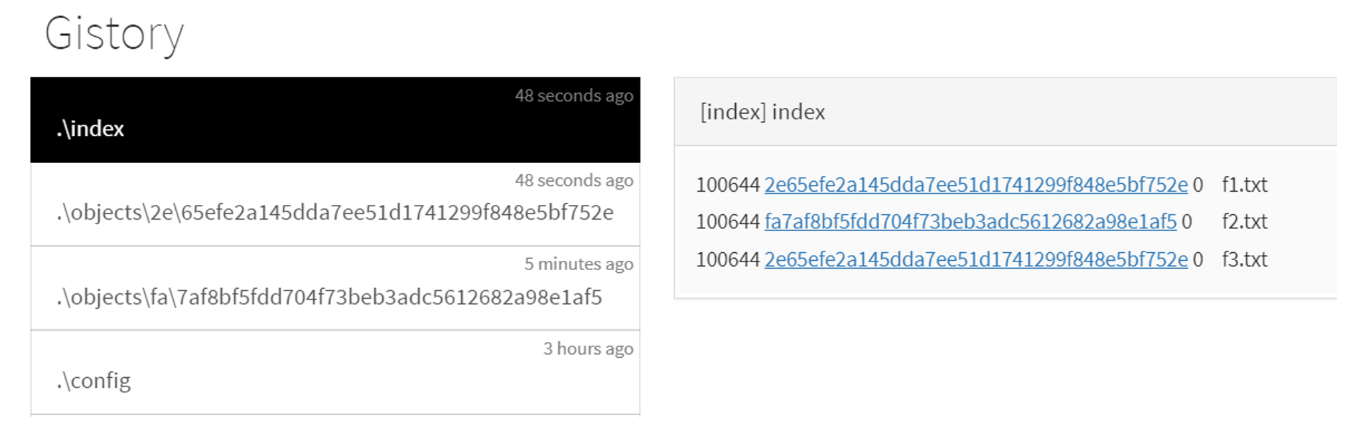 Gistory
48 seconds ago
.\index
48 seconds ago
.\objects\2e\65efe2a145dda7ee51d1741299f848e5bf752e
5 minutes ago
.\objects\fa\7af8bf5fdd704f73beb3adc5612682a98e1af5
3 hours ago
.\config
[index] index
100644 2e65efe2a145dda7ee51d1741299f848e5bf752e 0 f1.txt
100644 fa7af8bf5fdd704f73beb3adc5612682a98e1af5 0 f2.txt
100644 2e65efe2a145dda7ee51d1741299f848e5bf752e 0 f3.txt